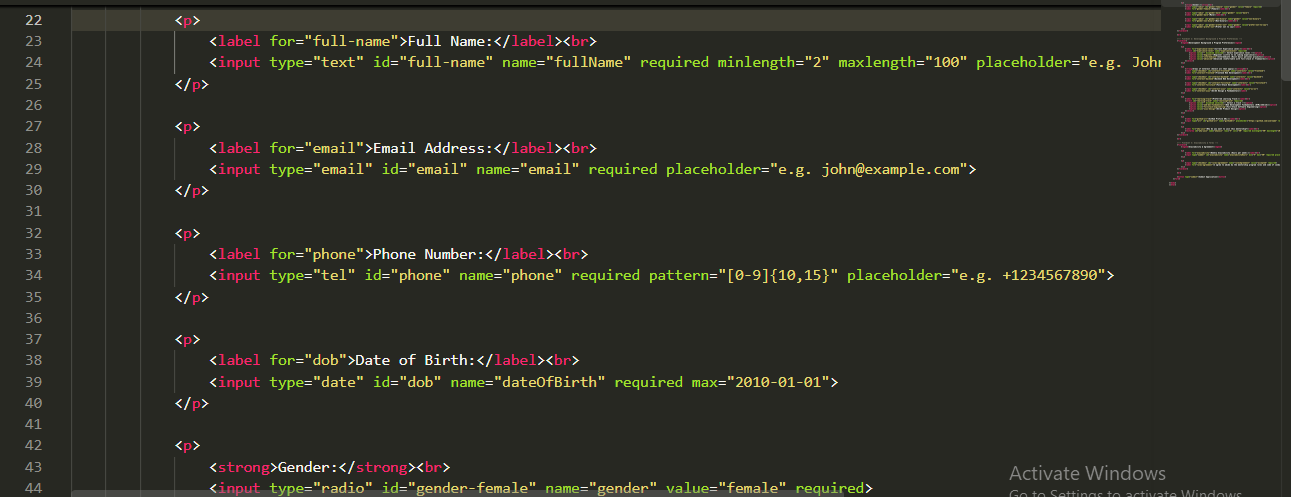 22 <p>
23 <label for="full-name">Full Name:</label><br>
24 <input type="text" id="full-name" name="fullName" required minlength="2" maxlength="100" placeholder="e.g. John
25 </p>
26
27 <p>
28 <label for="email">Email Address:</label><br>
29 <input type="email" id="email" name="email" required placeholder="e.g. john@example.com">
30 </p>
31
32 <p>
33 <label for="phone">Phone Number:</label><br>
34 <input type="tel" id="phone" name="phone" required pattern="[0-9]{10,15}" placeholder="e.g. +1234567890">
35 </p>
36
37 <p>
38 <label for="dob">Date of Birth:</label><br>
39 <input type="date" id="dob" name="dateOfBirth" required max="2010-01-01">
40 </p>
41
42 <p>
43 <strong>Gender:</strong><br>
44 <input type="radio" id="gender-female" name="gender" value="female" required>
Activate Windows
Go to Settings to activate Windows.